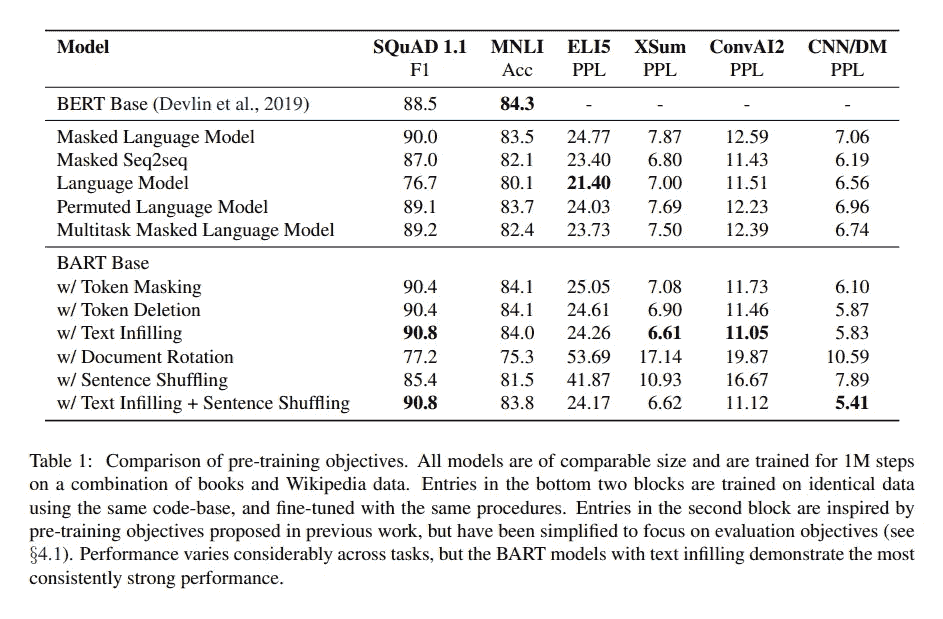 Model SQuAD 1.1 MNLI ELI5 XSum ConvAI2 CNN/DM
F1 Acc PPL PPL PPL PPL
BERT Base (Devlin et al., 2019) 88.5 84.3 - - - -
Masked Language Model 90.0 83.5 24.77 7.87 12.59 7.06
Masked Seq2seq 87.0 82.1 23.40 6.80 11.43 6.19
Language Model 76.7 80.1 21.40 7.00 11.51 6.56
Permuted Language Model 89.1 83.7 24.03 7.69 12.23 6.96
Multitask Masked Language Model 89.2 82.4 23.73 7.50 12.39 6.74
BART Base
w/ Token Masking 90.4 84.1 25.05 7.08 11.73 6.10
w/ Token Deletion 90.4 84.1 24.61 6.90 11.46 5.87
w/ Text Infilling 90.8 84.0 24.26 6.61 11.05 5.83
w/ Document Rotation 77.2 75.3 53.69 17.14 19.87 10.59
w/ Sentence Shuffling 85.4 81.5 41.87 10.93 16.67 7.89
w/ Text Infilling + Sentence Shuffling 90.8 83.8 24.17 6.62 11.12 5.41
Table 1: Comparison of pre-training objectives. All models are of comparable size and are trained for 1M steps
on a combination of books and Wikipedia data. Entries in the bottom two blocks are trained on identical data
using the same code-base, and fine-tuned with the same procedures. Entries in the second block are inspired by
pre-training objectives proposed in previous work, but have been simplified to focus on evaluation objectives (see
§4.1). Performance varies considerably across tasks, but the BART models with text infilling demonstrate the most
consistently strong performance.